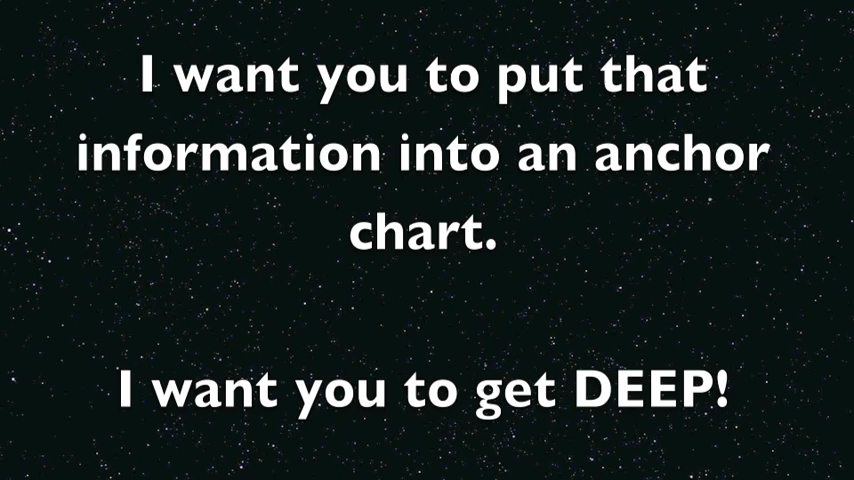 I want you to put that
information into an anchor
chart.
I want you to get DEEP!